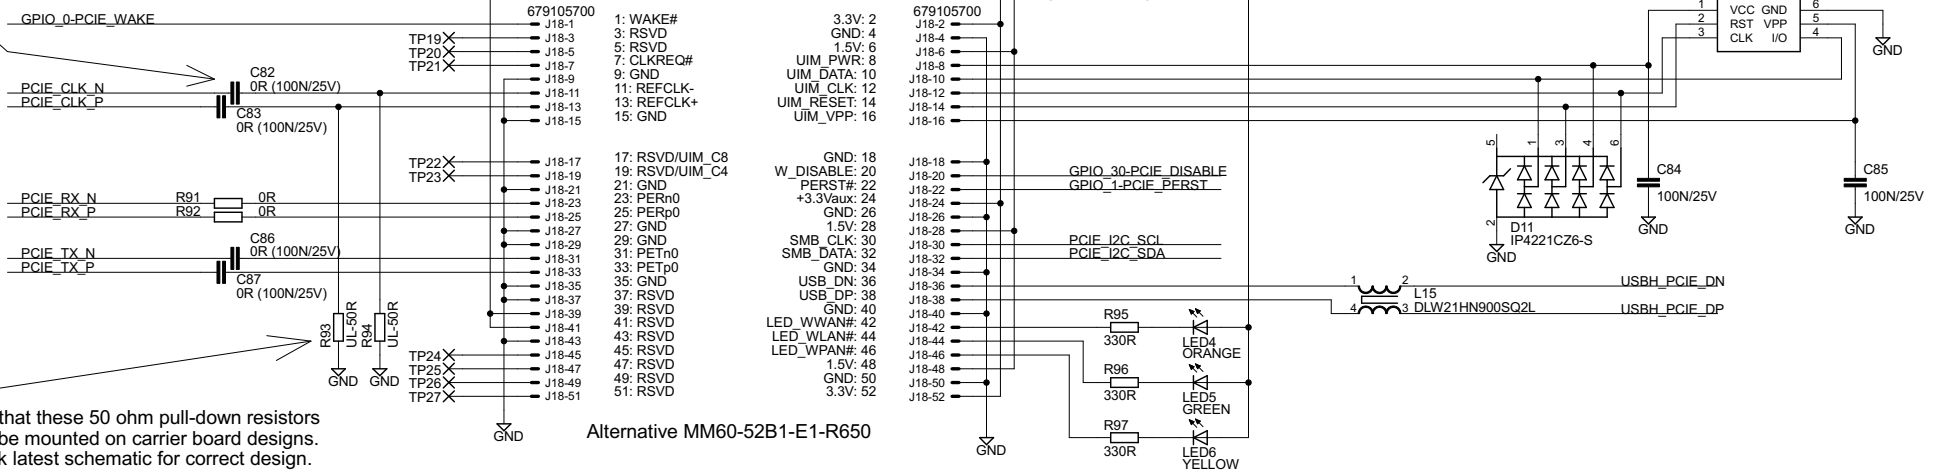 GPIO_0-PCIE_WAKE
PCIE_CLK_N
PCIE_CLK_P
C82
0R (100N/25V)
C83
0R (100N/25V)
PCIE_RX_N
PCIE_RX_P
R91
0R
R92
0R
PCIE_TX_N
PCIE_TX_P
C86
0R (100N/25V)
C87
0R (100N/25V)
R93
UL-50R
R94
UL-50R
GND
GND
that these 50 ohm pull-down resistors
be mounted on carrier board designs.
k latest schematic for correct design.
TP19
TP20
TP21
TP22
TP23
TP24
TP25
TP26
TP27
679105700
J18-1
J18-3
J18-5
J18-7
J18-9
J18-11
J18-13
J18-15
J18-17
J18-19
J18-21
J18-23
J18-25
J18-27
J18-29
J18-31
J18-33
J18-35
J18-37
J18-39
J18-41
J18-43
J18-45
J18-47
J18-49
J18-51
GND
1: WAKE#
3: RSVD
5: RSVD
7: CLKREQ#
9: GND
11: REFCLK-
13: REFCLK+
15: GND
17: RSVD/UIM_C8
19: RSVD/UIM_C4
21: GND
23: PERn0
25: PERp0
27: GND
29: GND
31: PETn0
33: PETp0
35: GND
37: RSVD
39: RSVD
41: RSVD
43: RSVD
45: RSVD
47: RSVD
49: RSVD
51: RSVD
3.3V: 2
GND: 4
1.5V: 6
UIM_PWR: 8
UIM_DATA: 10
UIM_CLK: 12
UIM_RESET: 14
UIM_VPP: 16
GND: 18
W_DISABLE: 20
PERST#: 22
+3.3Vaux: 24
GND: 26
1.5V: 28
SMB_CLK: 30
SMB_DATA: 32
GND: 34
USB_DN: 36
USB_DP: 38
GND: 40
LED_WWAN#: 42
LED_WLAN#: 44
LED_WPAN#: 46
1.5V: 48
GND: 50
3.3V: 52
Alternative MM60-52B1-E1-R650
679105700
J18-2
J18-4
J18-6
J18-8
J18-10
J18-12
J18-14
J18-16
J18-18
J18-20
J18-22
J18-24
J18-26
J18-28
J18-30
J18-32
J18-34
J18-36
J18-38
J18-40
J18-42
J18-44
J18-46
J18-48
J18-50
J18-52
GND
GPIO_30-PCIE_DISABLE
GPIO_1-PCIE_PERST
PCIE_I2C_SCL
PCIE_I2C_SDA
R95
330R
LED4
ORANGE
R96
330R
LED5
GREEN
R97
330R
LED6
YELLOW
1 VCC GND 6
2 RST VPP 5
3 CLK I/O 4
GND
5 1 3 4 6
2
D11
IP4221CZ6-S
GND
C84
100N/25V
GND
C85
100N/25V
GND
1 2
L15
4 3 DLW21HN900SQ2L
USBH_PCIE_DN
USBH_PCIE_DP